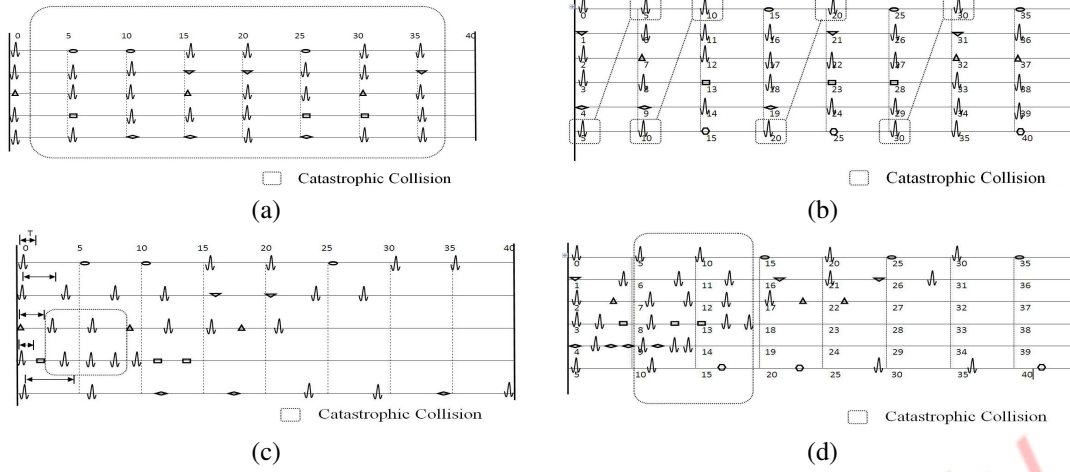 0 5 10 15 20 25 30 35 40
Catastrophic Collision
(a)
0 5 10 15 20 25 30 35
1 6 11 16 21 26 31 36
2 7 12 17 22 27 32 37
3 8 13 18 23 28 33 38
4 9 14 19 24 29 34 39
5 10 15 20 25 30 35 40
Catastrophic Collision
(b)
T
0 5 10 15 20 25 30 35 40
Catastrophic Collision
(c)
0 5 10 15 20 25 30 35
1 6 11 16 21 26 31 36
2 7 12 17 22 27 32 37
3 8 13 18 23 28 33 38
4 9 14 19 24 29 34 39
5 10 15 20 25 30 35 40
Catastrophic Collision
(d)